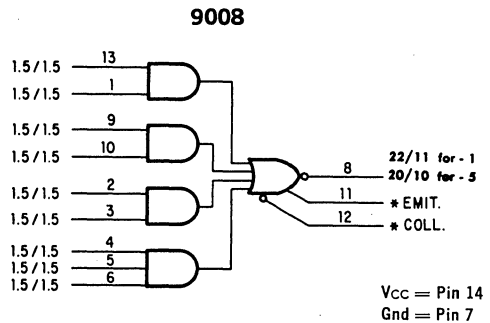 9008
1.5/1.5 13
1.5/1.5 1
1.5/1.5 9
1.5/1.5 10
1.5/1.5 2
1.5/1.5 3
1.5/1.5 4
1.5/1.5 5
1.5/1.5 6
8 22/11 for - 1
20/10 for - 5
11 * EMIT.
12 * COLL.
VCC = Pin 14
Gnd = Pin 7